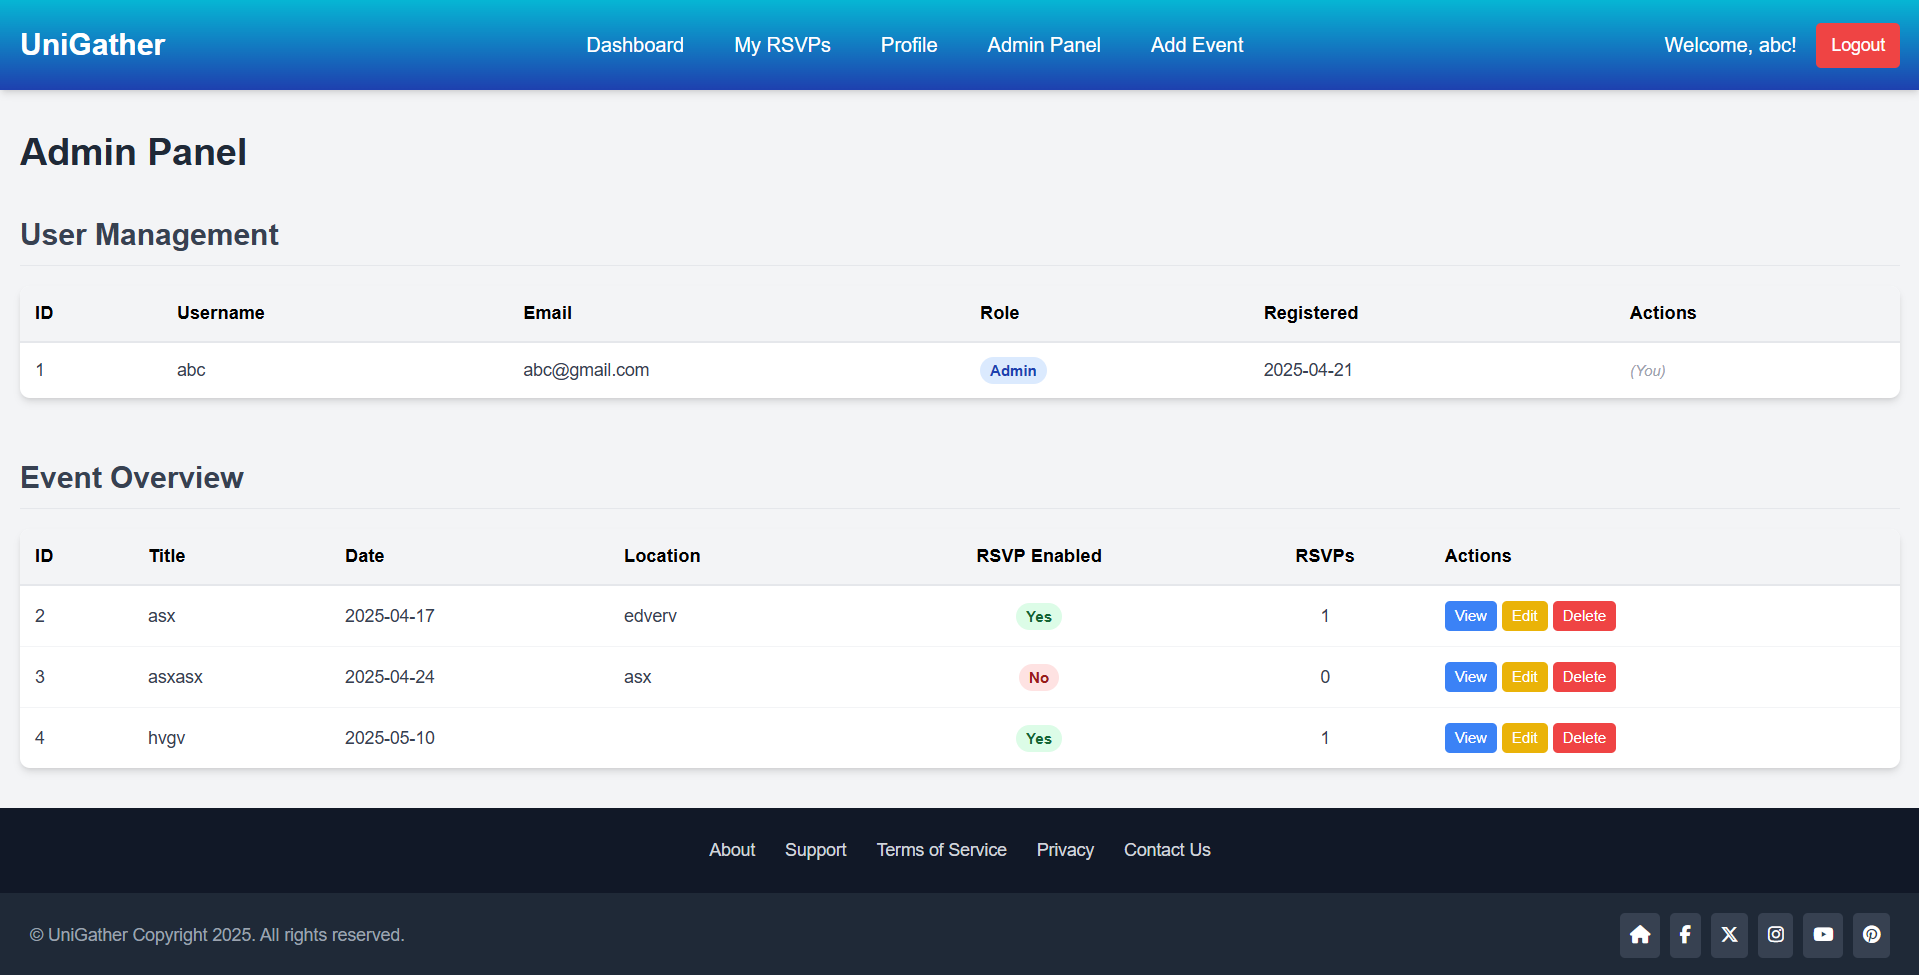 UniGather Dashboard My RSVPs Profile Admin Panel Add Event Welcome, abc! Logout
Admin Panel
User Management
ID Username Email Role Registered Actions
1 abc abc@gmail.com Admin 2025-04-21 (You)
Event Overview
ID Title Date Location RSVP Enabled RSVPs Actions
2 asx 2025-04-17 edverv Yes 1 View Edit Delete
3 asxasx 2025-04-24 asx No 0 View Edit Delete
4 hvgv 2025-05-10 Yes 1 View Edit Delete
About Support Terms of Service Privacy Contact Us
© UniGather Copyright 2025. All rights reserved.